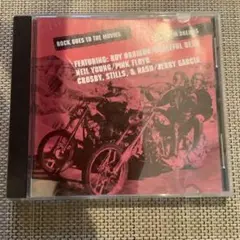 ROCK GOES TO THE MOVIES
FEATURING: ROY ORBISON/GRATEFUL DEAD
NEIL YOUNG/PINK FLOYD
CROSBY, STILLS, & NASH/JERRY GARCIA